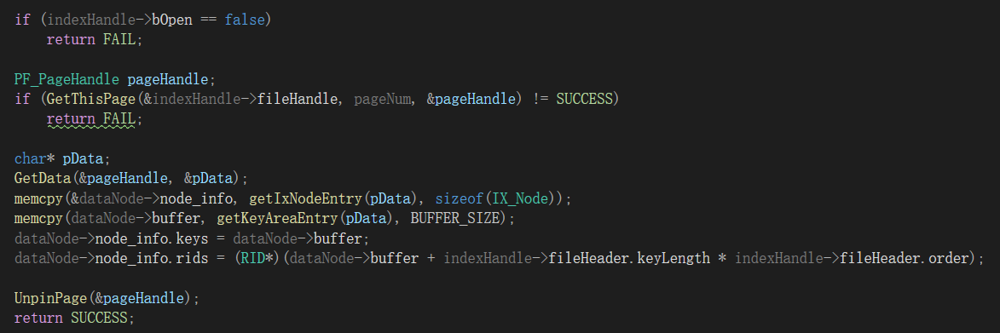 if (indexHandle->bOpen == false)
    return FAIL;
PF_PageHandle pageHandle;
if (GetThisPage(&indexHandle->fileHandle, pageNum, &pageHandle) != SUCCESS)
    return FAIL;
char* pData;
GetData(&pageHandle, &pData);
memcpy(&dataNode->node_info, getIxNodeEntry(pData), sizeof(IX_Node));
memcpy(dataNode->buffer, getKeyAreaEntry(pData), BUFFER_SIZE);
dataNode->node_info.keys = dataNode->buffer;
dataNode->node_info.rids = (RID*)(dataNode->buffer + indexHandle->fileHeader.keyLength * indexHandle->fileHeader.order);
UnpinPage(&pageHandle);
return SUCCESS;